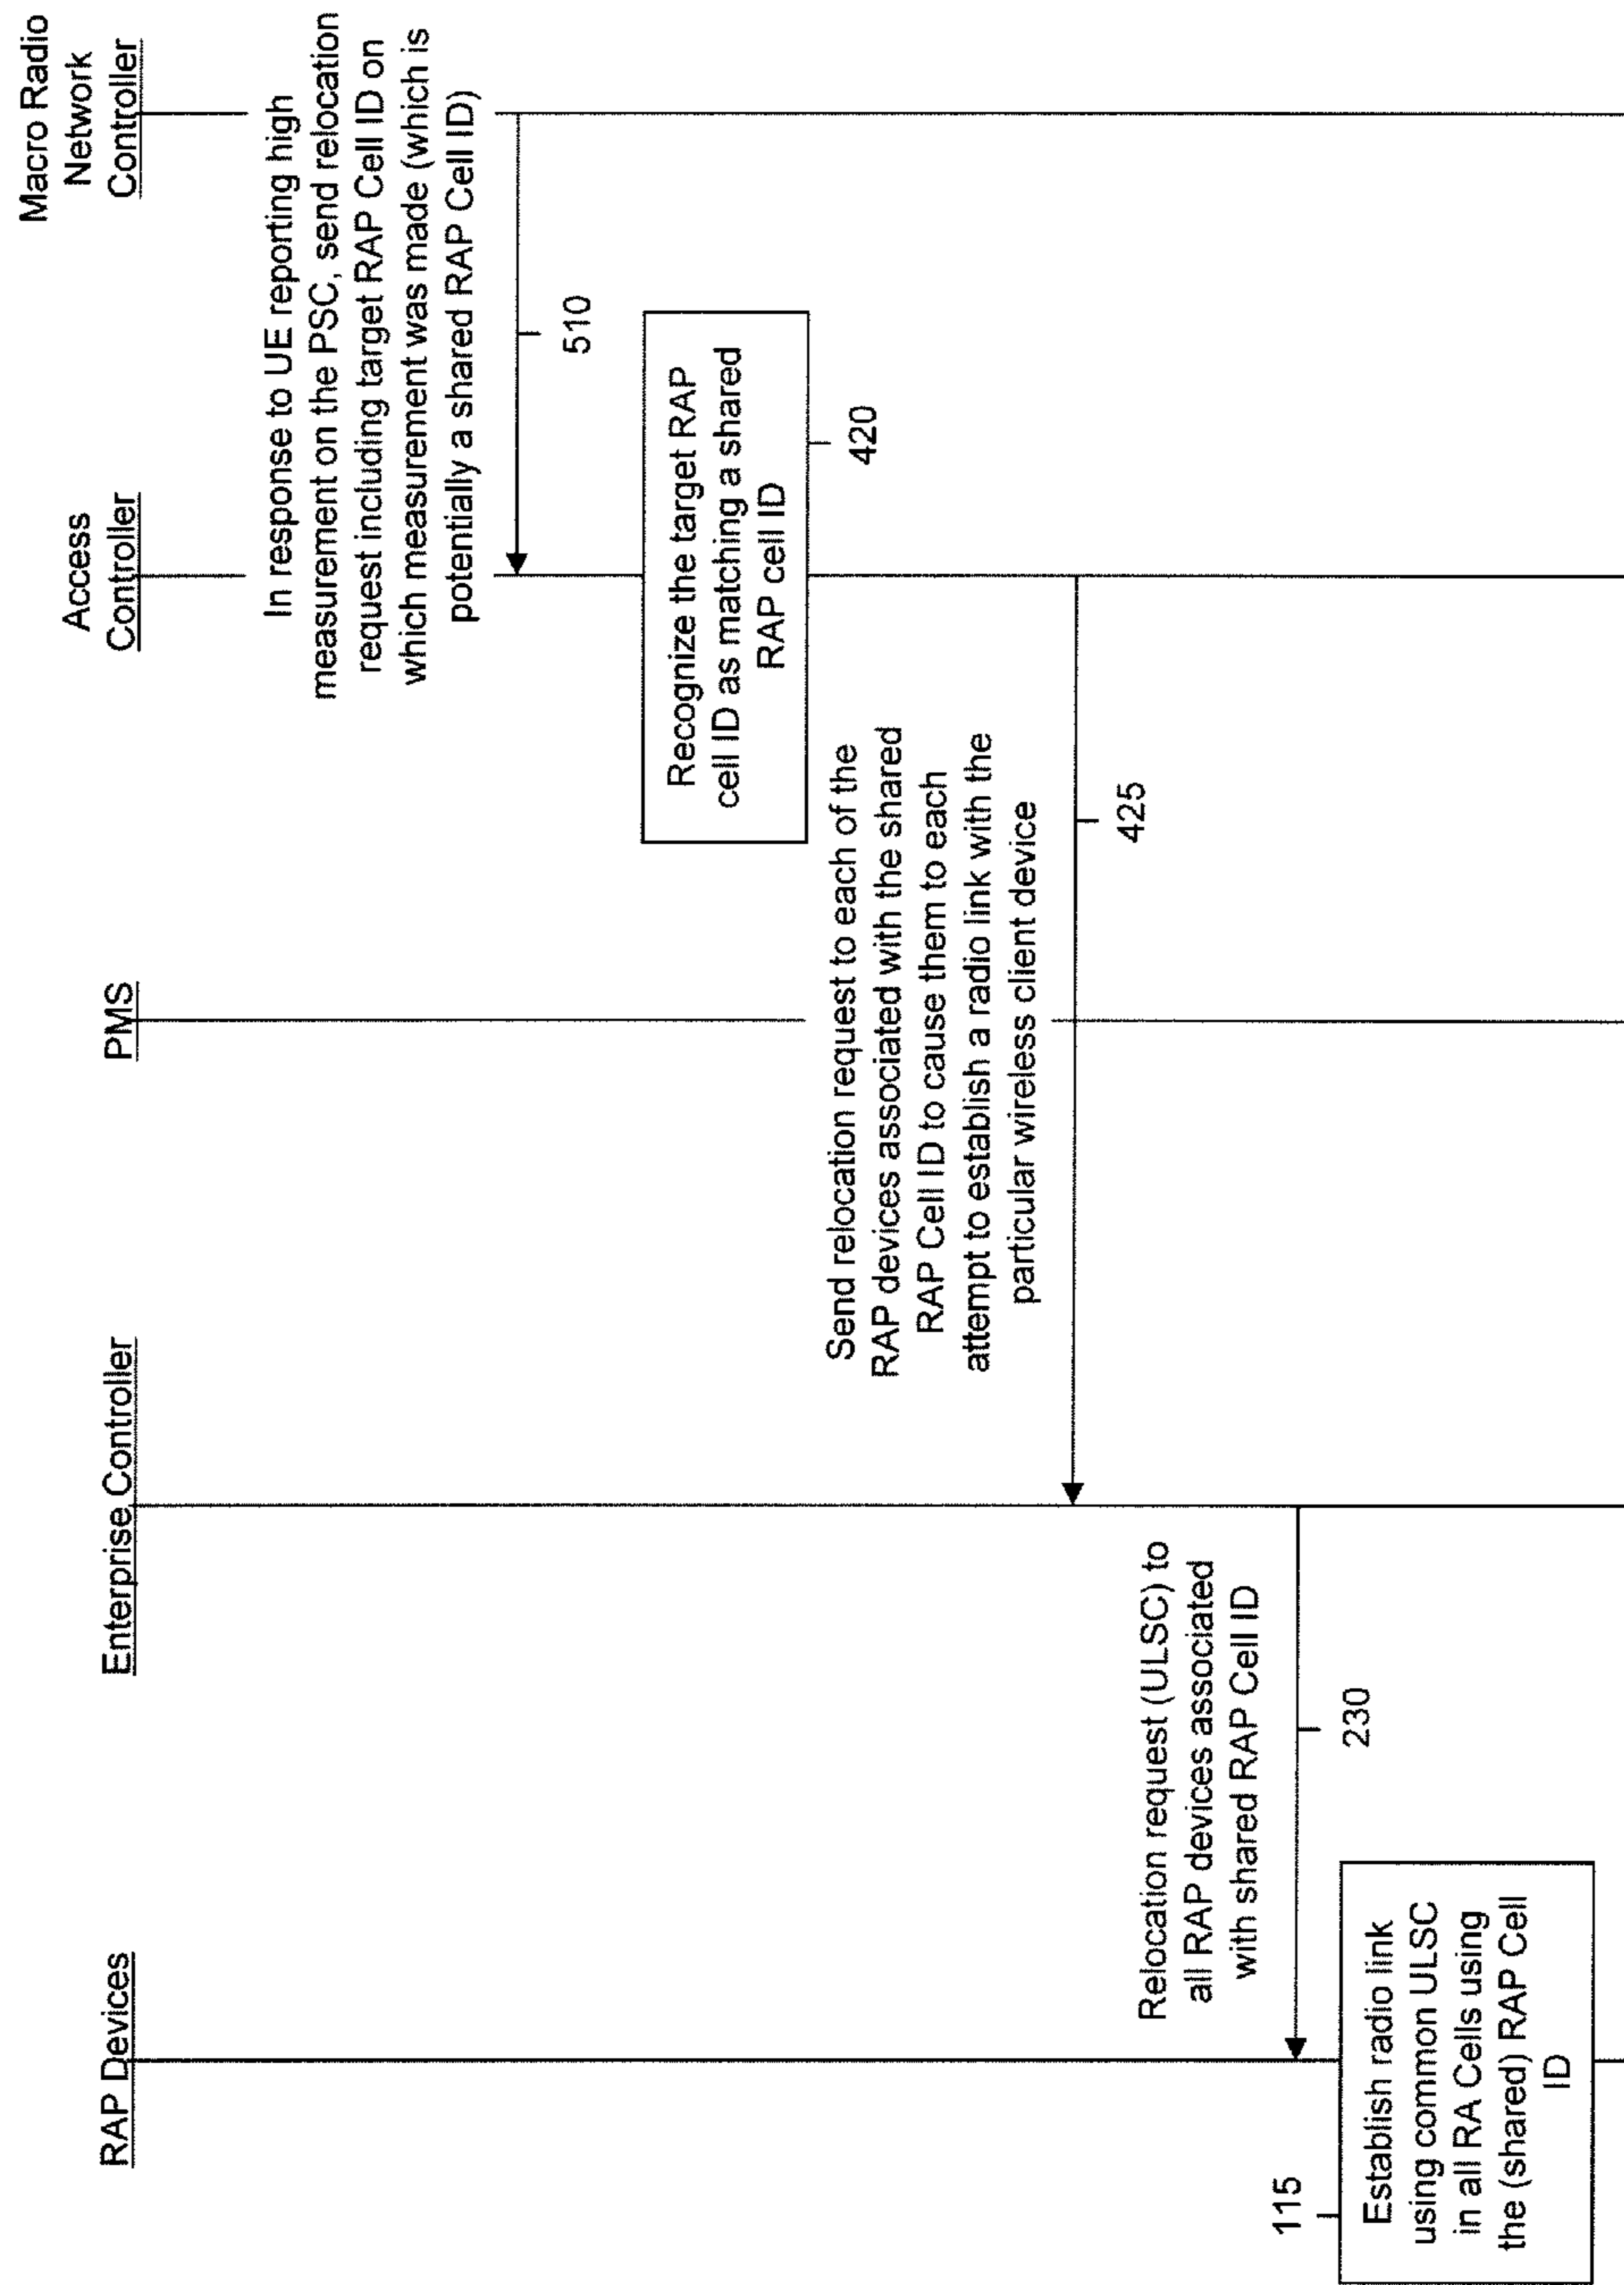 RAP Devices
Enterprise Controller
PMS
Access
Controller
Macro Radio
Network
Controller
In response to UE reporting high
measurement on the PSC, send relocation
request including target RAP Cell ID on
which measurement was made (which is
potentially a shared RAP Cell ID)
510
Recognize the target RAP
cell ID as matching a shared
RAP cell ID
420
Send relocation request to each of the
RAP devices associated with the shared
RAP Cell ID to cause them to each
attempt to establish a radio link with the
particular wireless client device
425
Relocation request (ULSC) to
all RAP devices associated
with shared RAP Cell ID
230
115
Establish radio link
using common ULSC
in all RA Cells using
the (shared) RAP Cell
ID